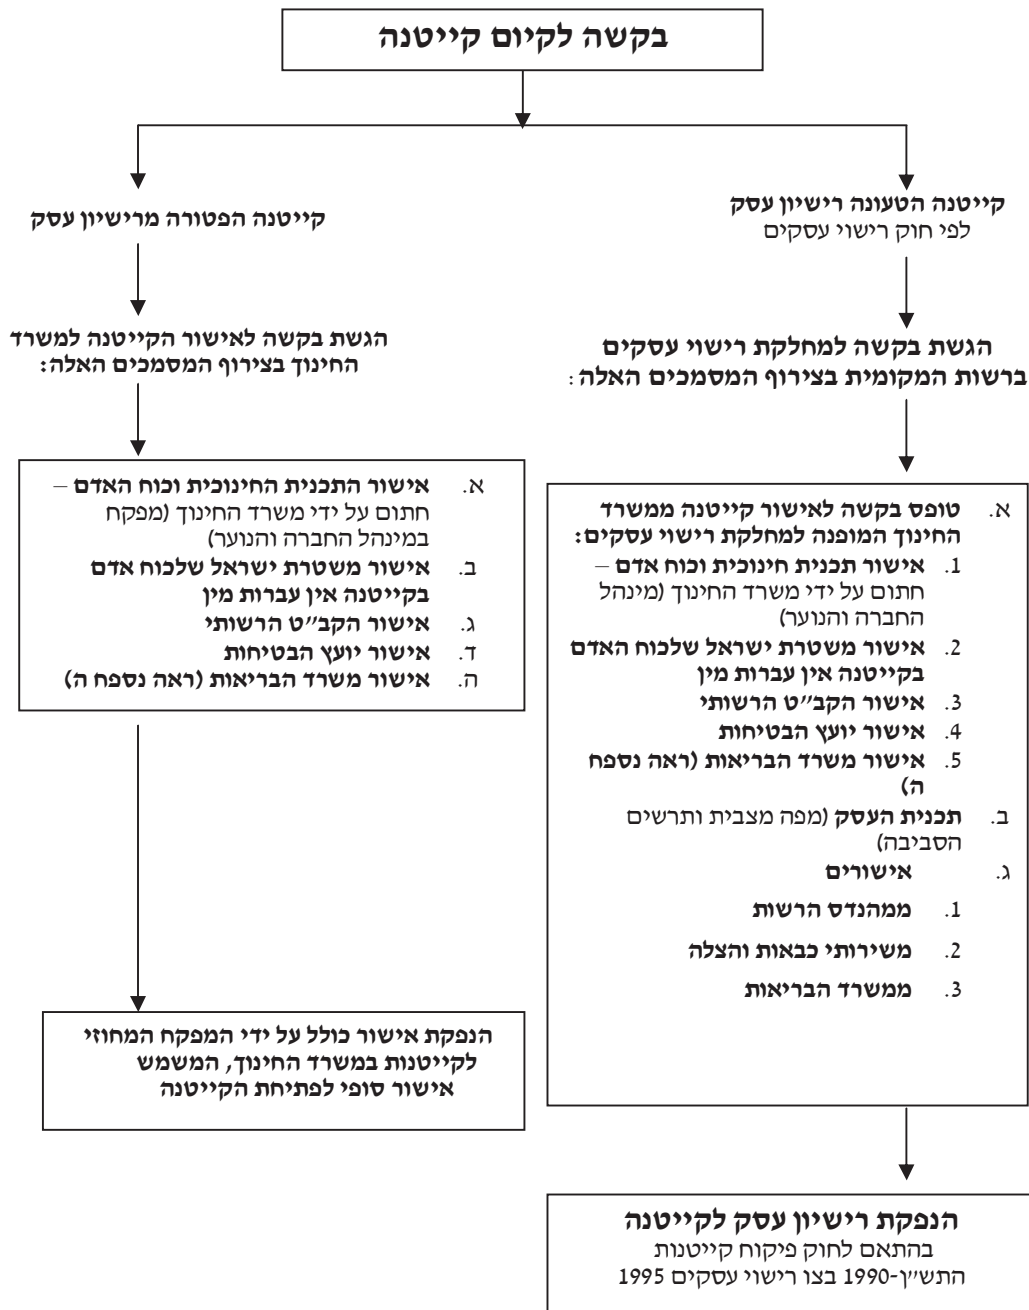 בקשה לקיום קייטנה
קייטנה הטעונה רישיון עסק
לפי חוק רישוי עסקים
הגשת בקשה למחלקת רישוי עסקים
ברשות המקומית בצירוף המסמכים האלה:
א. טופס בקשה לאישור קייטנה ממשרד
החינוך המופנה למחלקת רישוי עסקים:
1. אישור תכנית חינוכית וכוח אדם –
חתום על ידי משרד החינוך (מינהל
החברה והנוער)
2. אישור משטרת ישראל שלכוח האדם
בקייטנה אין עברות מין
3. אישור הקב״ט הרשותי
4. אישור יועץ הבטיחות
5. אישור משרד הבריאות (ראה נספח
ה)
ב. תכנית העסק (מפה מצבית ותרשים
הסביבה)
ג. אישורים
1. ממהנדס הרשות
2. משירותי כבאות והצלה
3. ממשרד הבריאות
הנפקת רישיון עסק לקייטנה
בהתאם לחוק פיקוח קייטנות
התש״ן-1990 בצו רישוי עסקים 1995
קייטנה הפטורה מרישיון עסק
הגשת בקשה לאישור הקייטנה למשרד
החינוך בצירוף המסמכים האלה:
א. אישור התכנית החינוכית וכוח האדם –
חתום על ידי משרד החינוך (מפקח
במינהל החברה והנוער)
ב. אישור משטרת ישראל שלכוח אדם
בקייטנה אין עברות מין
ג. אישור הקב״ט הרשותי
ד. אישור יועץ הבטיחות
ה. אישור משרד הבריאות (ראה נספח ה)
הנפקת אישור כולל על ידי המפקח המחוזי
לקייטנות במשרד החינוך, המשמש
אישור סופי לפתיחת הקייטנה